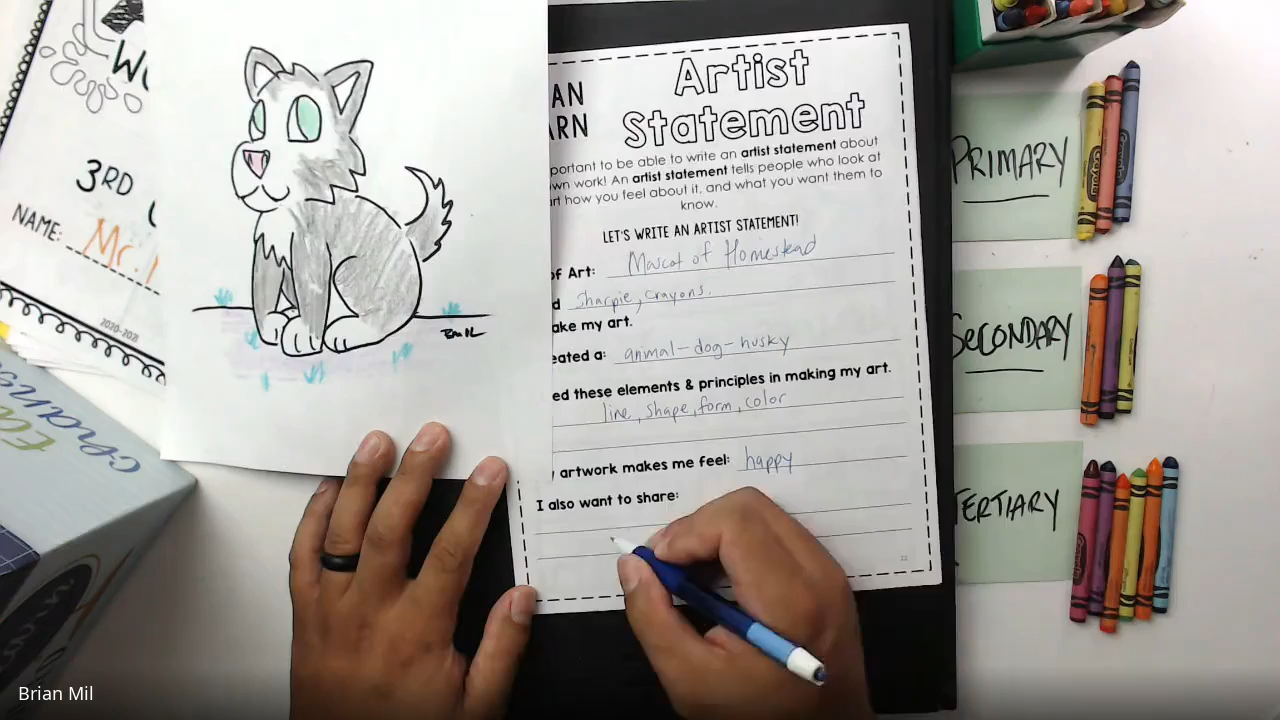 3RD
NAME: Mr.
2020-2021
AN
ARN
Artist
Statement
portant to be able to write an artist statement about
wn work! An artist statement tells people who look at
rt how you feel about it, and what you want them to
know.
LET'S WRITE AN ARTIST STATEMENT!
of Art: Mascot of Homestead
d sharpie, crayons.
ake my art.
eated a: animal-dog-husky
ed these elements & principles in making my art.
line, shape, form, color
artwork makes me feel: happy
I also want to share:
22
PRIMARY
SECONDARY
TERTIARY
Brian Mil